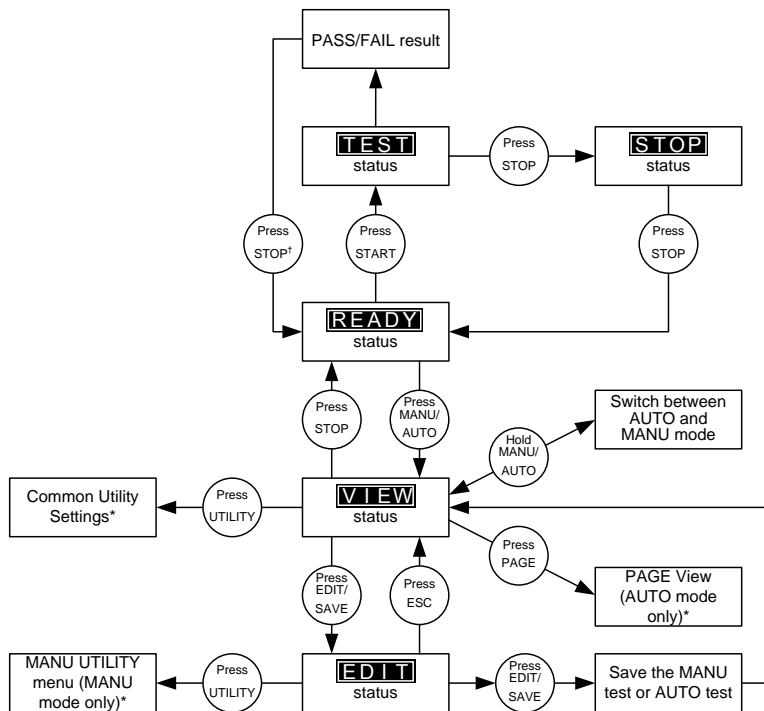 PASS/FAIL result
TEST
status
Press
STOP
STOP
status
Press
STOP†
Press
START
Press
STOP
READY
status
Press
STOP
Press
MANU/
AUTO
Hold
MANU/
AUTO
Switch between
AUTO and
MANU mode
Common Utility
Settings*
Press
UTILITY
VIEW
status
Press
PAGE
Press
EDIT/
SAVE
Press
ESC
PAGE View
(AUTO mode
only)*
MANU UTILITY
menu (MANU
mode only)*
Press
UTILITY
EDIT
status
Press
EDIT/
SAVE
Save the MANU
test or AUTO test